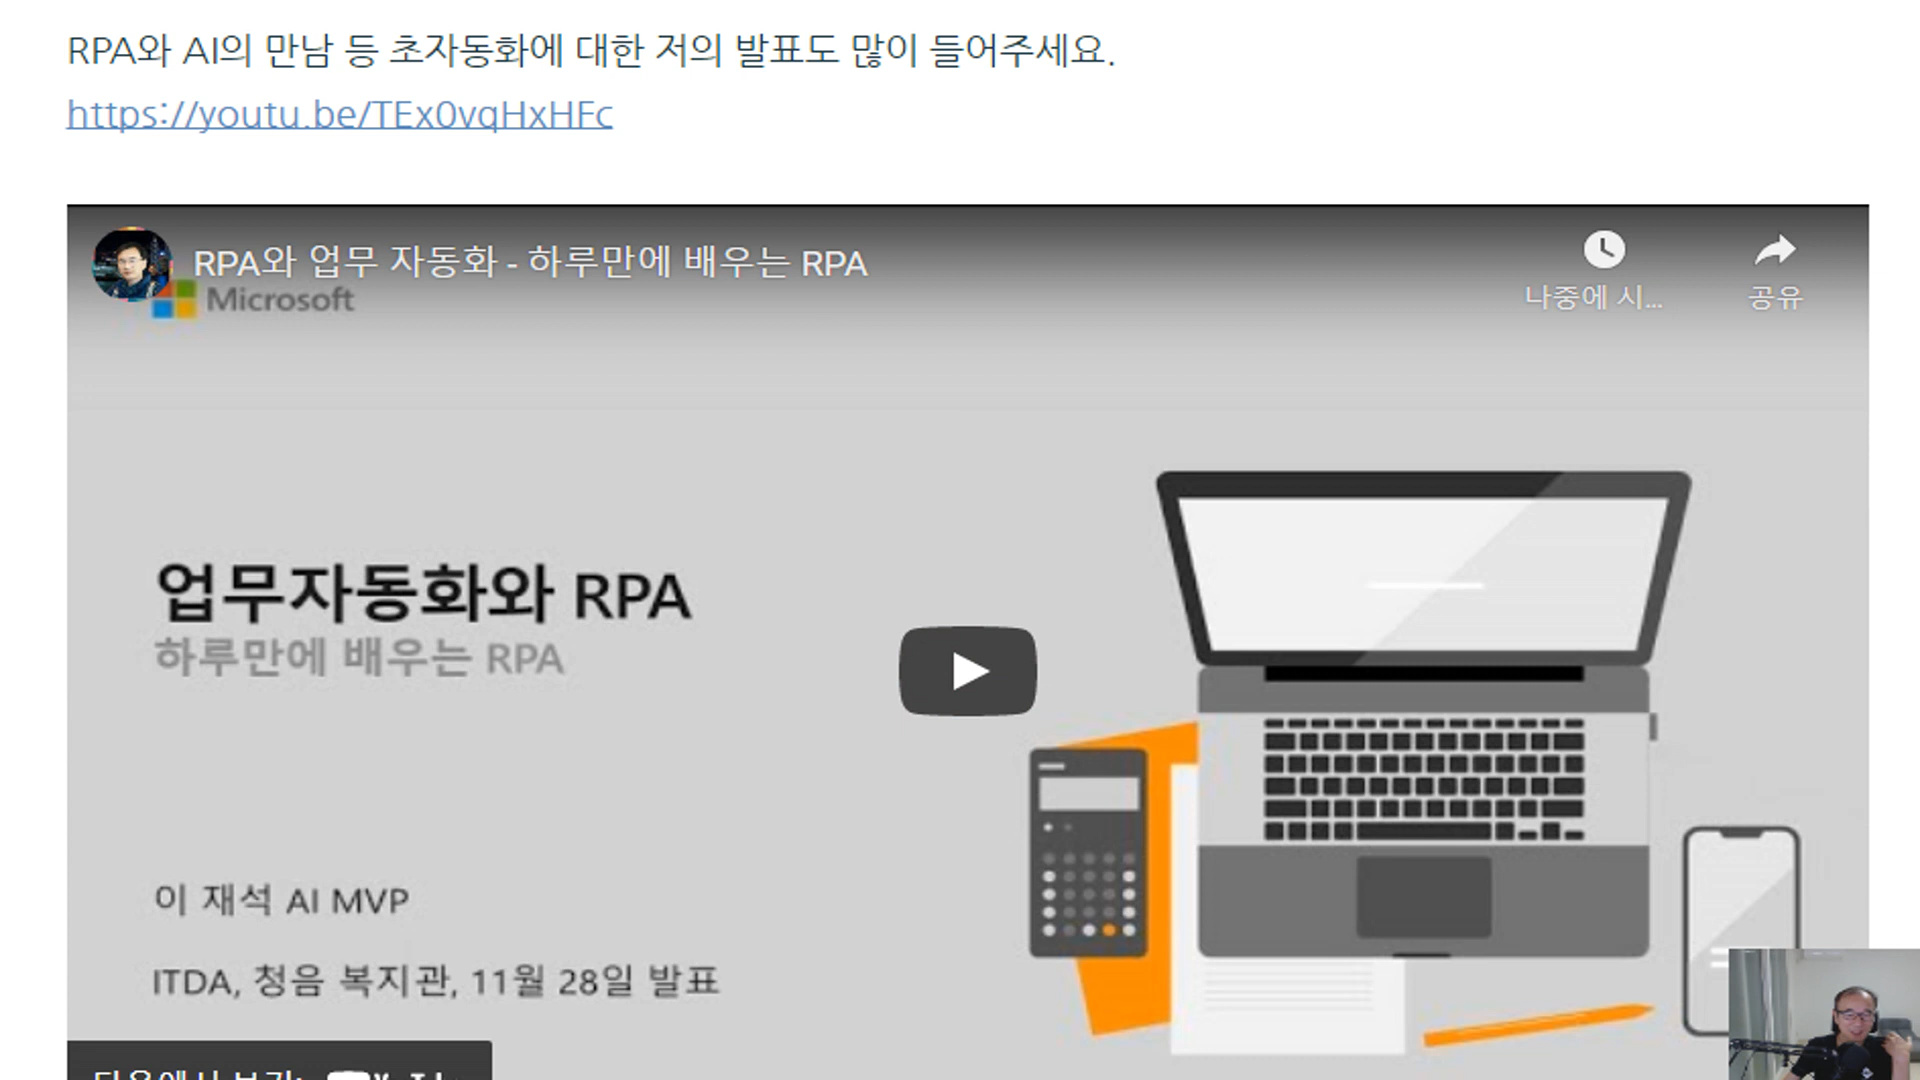 RPA와 AI의 만남 등 초자동화에 대한 저의 발표도 많이 들어주세요.
https://youtu.be/TEx0vqHxHFc
RPA와 업무 자동화 - 하루만에 배우는 RPA
나중에 시...
공유
Microsoft
업무자동화와 RPA
하루만에 배우는 RPA
이 재석 AI MVP
ITDA, 청음 복지관, 11월 28일 발표